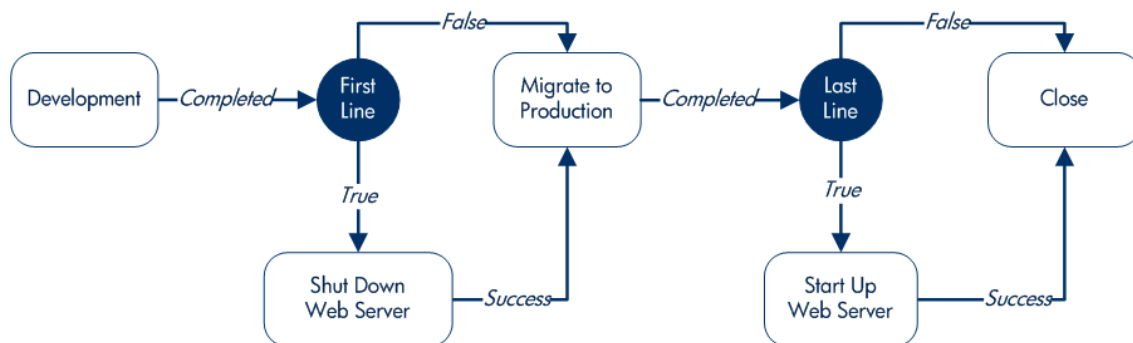 False
False
Development
Completed
First
Line
Migrate to
Production
Completed
Last
Line
Close
True
True
Shut Down
Web Server
Success
Start Up
Web Server
Success